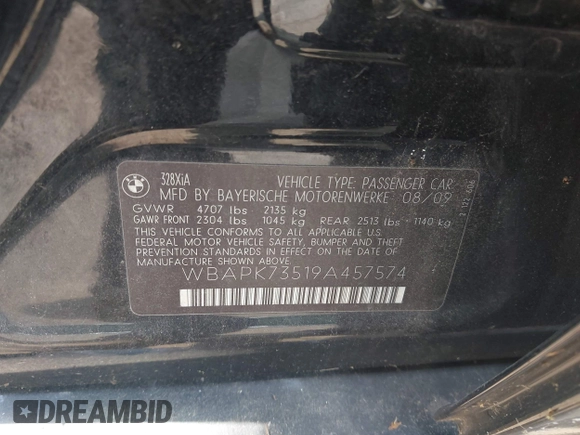 BMW
328XiA
VEHICLE TYPE: PASSENGER CAR
MFD BY BAYERISCHE MOTORENWERKE 08/09
GVWR 4707 lbs 2135 kg
GAWR FRONT 2304 lbs 1045 kg REAR 2513 lbs 1140 kg
THIS VEHICLE CONFORMS TO ALL APPLICABLE U.S.
FEDERAL MOTOR VEHICLE SAFETY, BUMPER AND THEFT
PREVENTION STANDARDS IN EFFECT ON THE DATE OF
MANUFACTURE SHOWN ABOVE.
WBAPK73519A457574
DREAMBID